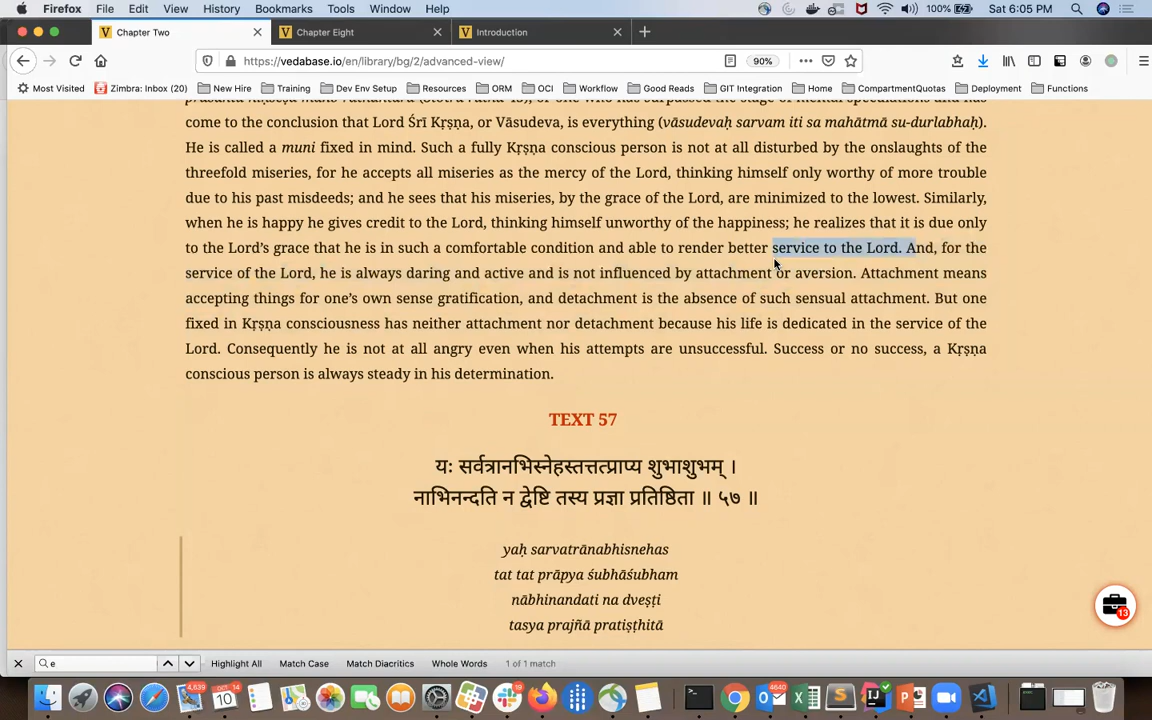 Firefox File Edit View History Bookmarks Tools Window Help 100% Sat 6:05 PM
Chapter Two Chapter Eight Introduction
https://vedabase.io/en/library/bg/2/advanced-view/ 90%
Most Visited Zimbra: Inbox (20) New Hire Training Dev Env Setup Resources ORM OCI Workflow Good Reads GIT Integration Home CompartmentQuotas Deployment Functions
come to the conclusion that Lord Śrī Kṛṣṇa, or Vāsudeva, is everything (vāsudevaḥ sarvam iti sa mahātmā su-durlabhaḥ).
He is called a muni fixed in mind. Such a fully Kṛṣṇa conscious person is not at all disturbed by the onslaughts of the
threefold miseries, for he accepts all miseries as the mercy of the Lord, thinking himself only worthy of more trouble
due to his past misdeeds; and he sees that his miseries, by the grace of the Lord, are minimized to the lowest. Similarly,
when he is happy he gives credit to the Lord, thinking himself unworthy of the happiness; he realizes that it is due only
to the Lord's grace that he is in such a comfortable condition and able to render better service to the Lord. And, for the
service of the Lord, he is always daring and active and is not influenced by attachment or aversion. Attachment means
accepting things for one's own sense gratification, and detachment is the absence of such sensual attachment. But one
fixed in Kṛṣṇa consciousness has neither attachment nor detachment because his life is dedicated in the service of the
Lord. Consequently he is not at all angry even when his attempts are unsuccessful. Success or no success, a Kṛṣṇa
conscious person is always steady in his determination.
TEXT 57
यः सर्वत्रानभिस्नेहस्तत्तत्प्राप्य शुभाशुभम् ।
नाभिनन्दति न द्वेष्टि तस्य प्रज्ञा प्रतिष्ठिता ॥ ५७ ॥
yaḥ sarvatrānabhisnehas
tat tat prāpya śubhāśubham
nābhinandati na dveṣṭi
tasya prajñā pratiṣṭhitā
13
e Highlight All Match Case Match Diacritics Whole Words 1 of 1 match
4,639 OCT 10 14 19 4640